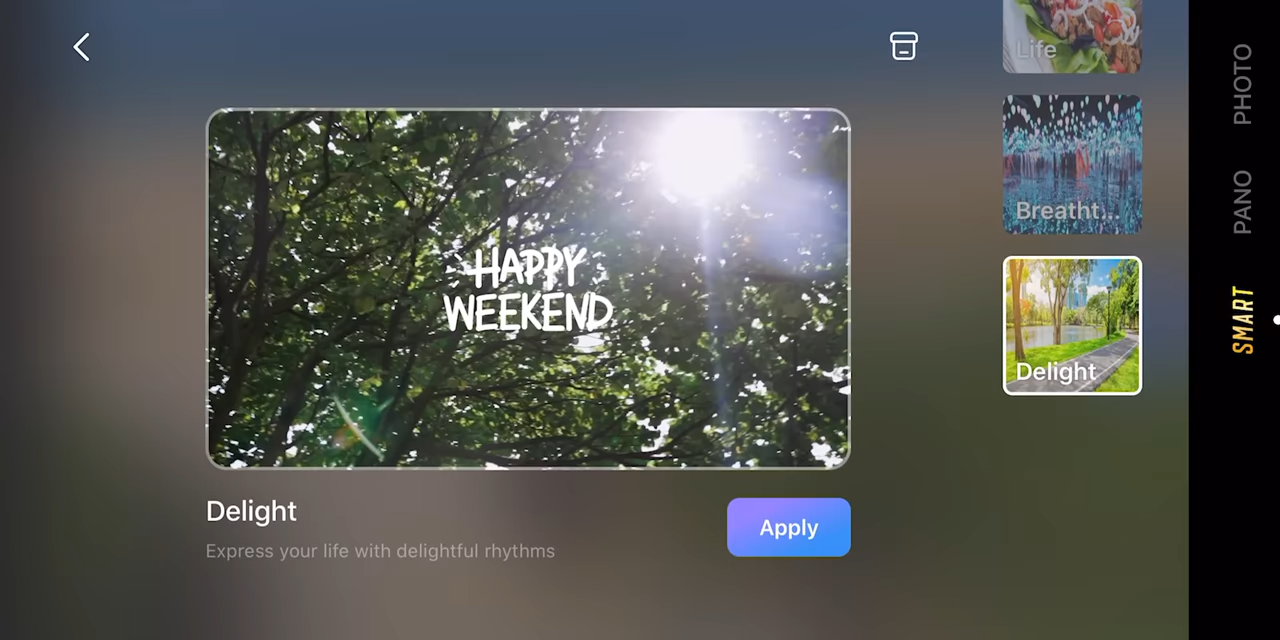 Life
Breatht...
Delight
HAPPY
WEEKEND
Delight
Express your life with delightful rhythms
Apply
PHOTO
PANO
SMART